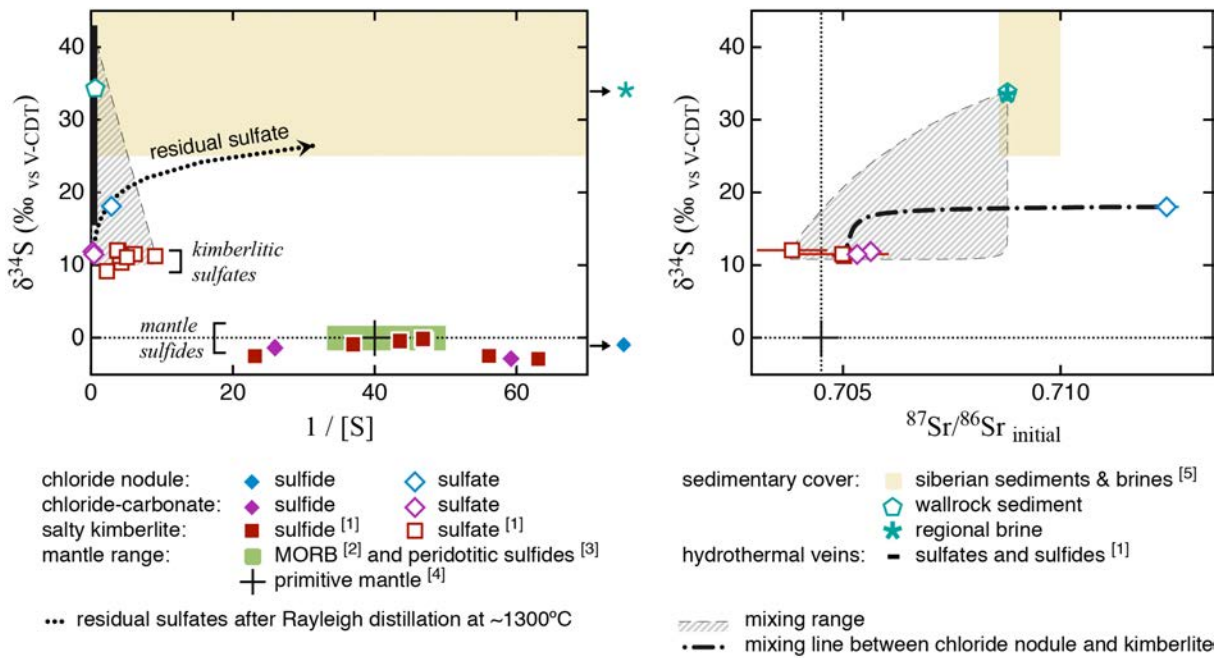 40
30
20
10
0
δ³⁴S (‰ vs V-CDT)
residual sulfate
kimberlitic
sulfates
mantle
sulfides
0 20 40 60
1 / [S]
40
30
20
10
0
δ³⁴S (‰ vs V-CDT)
0.705 0.710
⁸⁷Sr/⁸⁶Sr initial
chloride nodule: sulfide sulfate
chloride-carbonate: sulfide sulfate
salty kimberlite: sulfide [1] sulfate [1]
mantle range: MORB [2] and peridotitic sulfides [3]
primitive mantle [4]
residual sulfates after Rayleigh distillation at ~1300ºC
sedimentary cover: siberian sediments & brines [5]
wallrock sediment
regional brine
hydrothermal veins: sulfates and sulfides [1]
mixing range
mixing line between chloride nodule and kimberlite